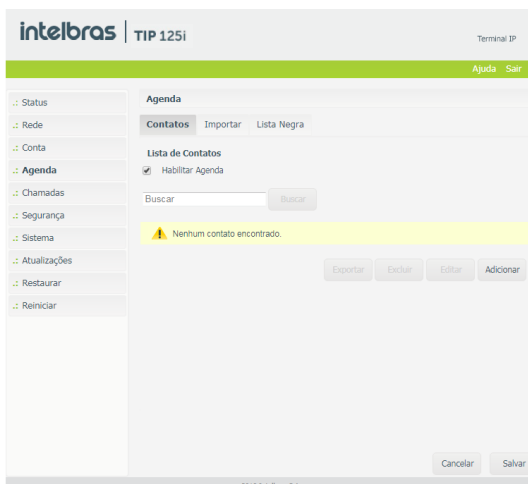 intelbras TIP 125i
Terminal IP
Ajuda Sair
.: Status
.: Rede
.: Conta
.: Agenda
.: Chamadas
.: Segurança
.: Sistema
.: Atualizações
.: Restaurar
.: Reiniciar
Agenda
Contatos Importar Lista Negra
Lista de Contatos
Habilitar Agenda
Buscar Buscar
Nenhum contato encontrado.
Exportar Excluir Editar Adicionar
Cancelar Salvar